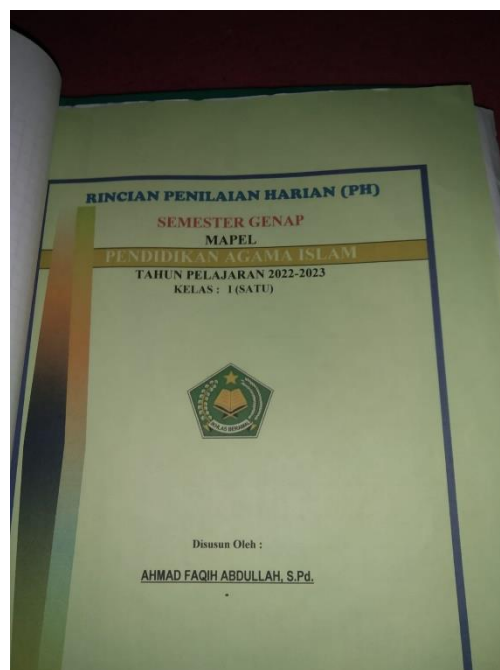 RINCIAN PENILAIAN HARIAN (PH)
SEMESTER GENAP
MAPEL
PENDIDIKAN AGAMA ISLAM
TAHUN PELAJARAN 2022-2023
KELAS : I (SATU)
IKHLAS BERAMAL
Disusun Oleh :
AHMAD FAQIH ABDULLAH, S.Pd.